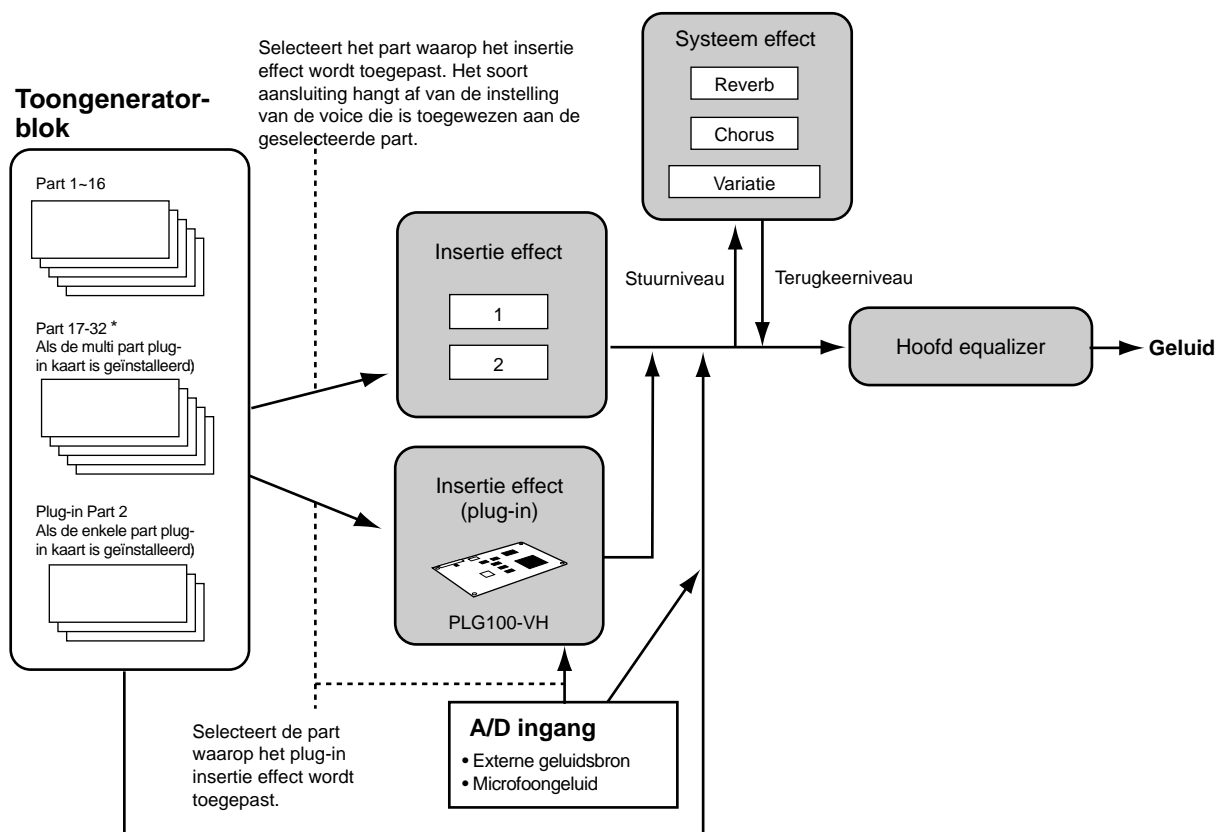 Toongenerator-
blok
Part 1~16
Part 17-32 *
Als de multi part plug-
in kaart is geïnstalleerd)
Plug-in Part 2
Als de enkele part plug-
in kaart is geïnstalleerd)
Selecteert het part waarop het insertie
effect wordt toegepast. Het soort
aansluiting hangt af van de instelling
van de voice die is toegewezen aan de
geselecteerde part.
Insertie effect
1
2
Insertie effect
(plug-in)
PLG100-VH
Selecteert de part
waarop het plug-in
insertie effect wordt
toegepast.
A/D ingang
• Externe geluidsbron
• Microfoongeluid
Systeem effect
Reverb
Chorus
Variatie
Stuurniveau
Terugkeerniveau
Hoofd equalizer
Geluid